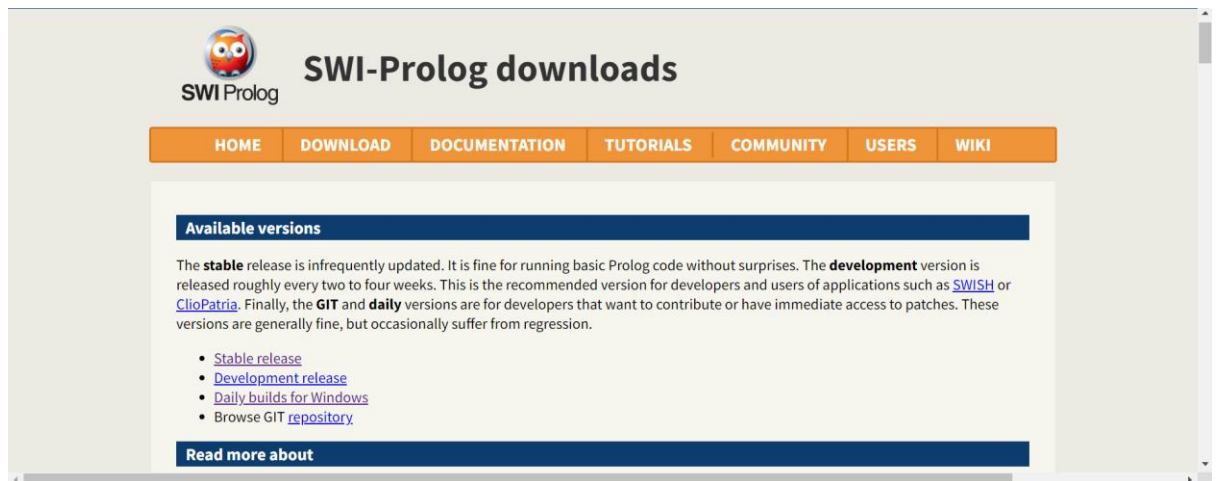 SWI Prolog
SWI-Prolog downloads
HOME DOWNLOAD DOCUMENTATION TUTORIALS COMMUNITY USERS WIKI
Available versions
The stable release is infrequently updated. It is fine for running basic Prolog code without surprises. The development version is
released roughly every two to four weeks. This is the recommended version for developers and users of applications such as SWISH or
ClioPatria. Finally, the GIT and daily versions are for developers that want to contribute or have immediate access to patches. These
versions are generally fine, but occasionally suffer from regression.
• Stable release
• Development release
• Daily builds for Windows
• Browse GIT repository
Read more about